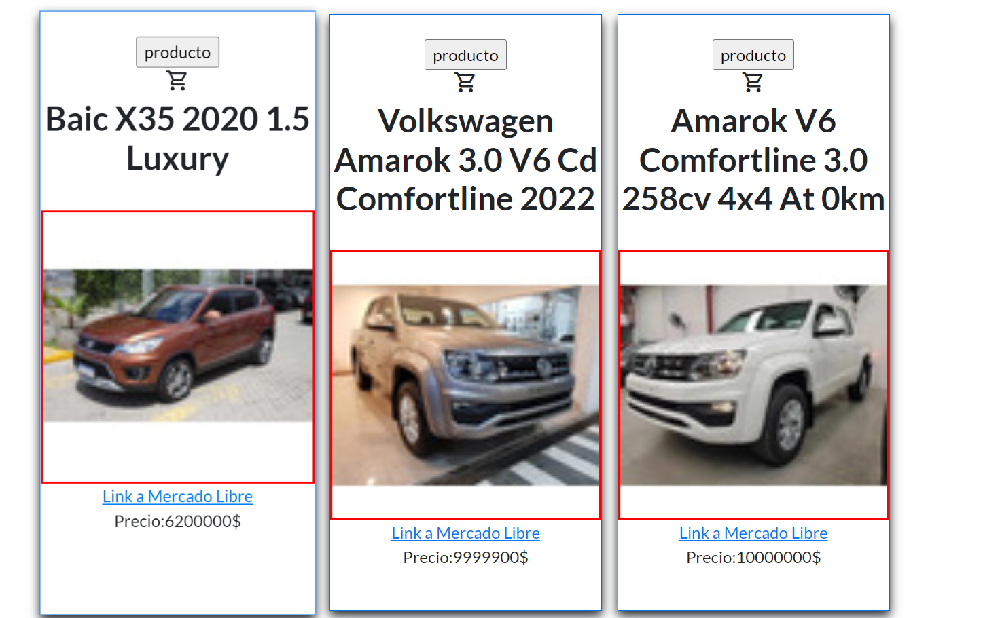 producto
Baic X35 2020 1.5
Luxury
Link a Mercado Libre
Precio:6200000$
producto
Volkswagen
Amarok 3.0 V6 Cd
Comfortline 2022
Link a Mercado Libre
Precio:9999900$
producto
Amarok V6
Comfortline 3.0
258cv 4x4 At 0km
Link a Mercado Libre
Precio:10000000$